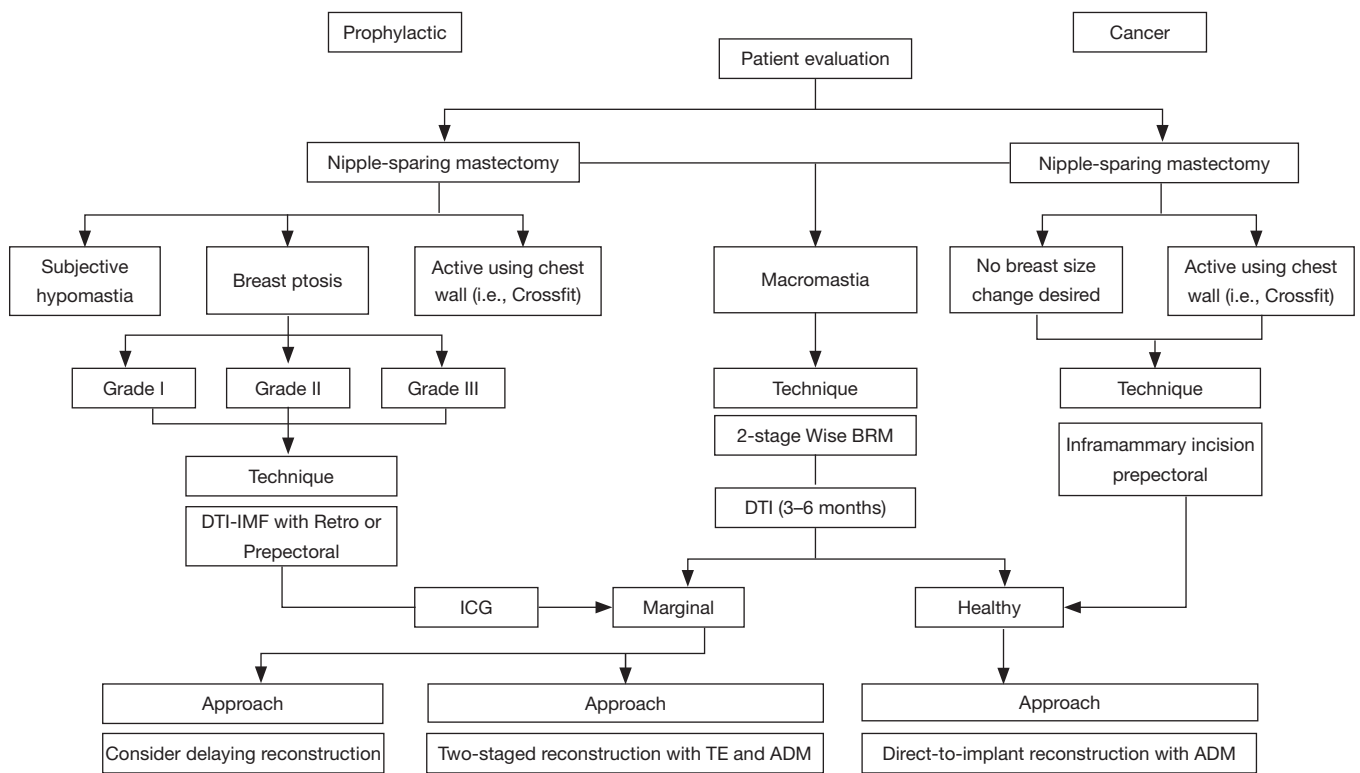 Prophylactic
Cancer
Patient evaluation
Nipple-sparing mastectomy
Nipple-sparing mastectomy
Subjective
hypomastia
Breast ptosis
Active using chest
wall (i.e., Crossfit)
Macromastia
No breast size
change desired
Active using chest
wall (i.e., Crossfit)
Grade I
Grade II
Grade III
Technique
Technique
2-stage Wise BRM
Inframammary incision
prepectoral
Technique
DTI (3–6 months)
DTI-IMF with Retro or
Prepectoral
ICG
Marginal
Healthy
Approach
Approach
Approach
Consider delaying reconstruction
Two-staged reconstruction with TE and ADM
Direct-to-implant reconstruction with ADM